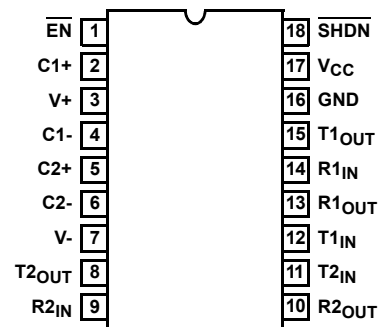 EN 1 18 SHDN
C1+ 2 17 VCC
V+ 3 16 GND
C1- 4 15 T1OUT
C2+ 5 14 R1IN
C2- 6 13 R1OUT
V- 7 12 T1IN
T2OUT 8 11 T2IN
R2IN 9 10 R2OUT